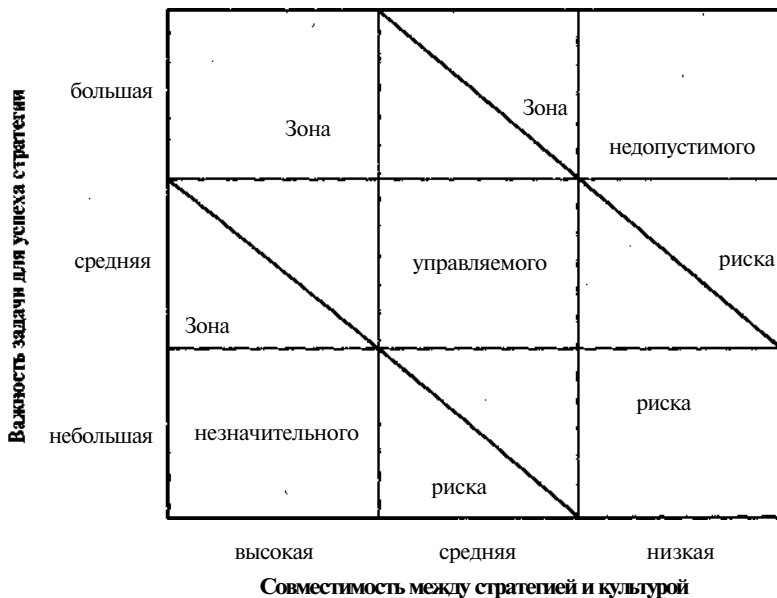 Важность задачи для успеха стратегии
большая
Зона
Зона
недопустимого
средняя
управляемого
риска
Зона
небольшая
незначительного
риска
риска
высокая
средняя
низкая
Совместимость между стратегией и культурой